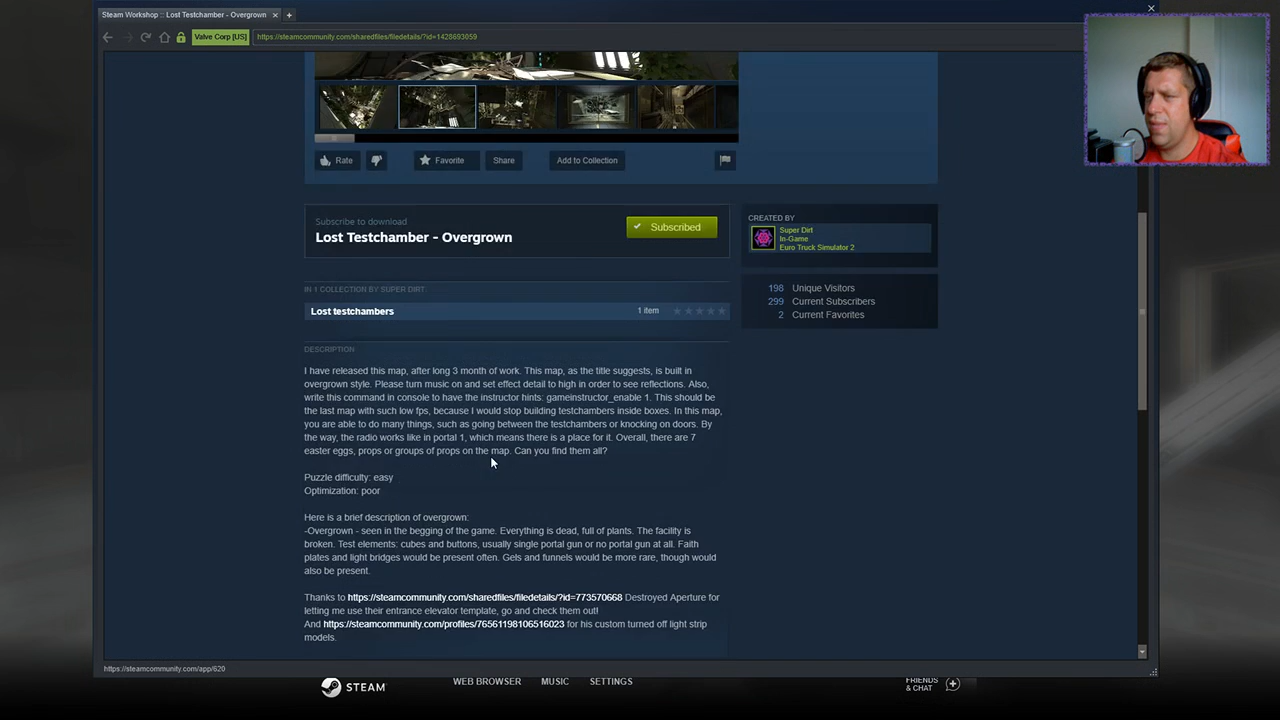 Steam Workshop :: Lost Testchamber - Overgrown
Valve Corp [US]
https://steamcommunity.com/sharedfiles/filedetails/?id=1428693059
Rate
Favorite
Share
Add to Collection
Subscribe to download
Lost Testchamber - Overgrown
Subscribed
CREATED BY
Super Dirt
In-Game
Euro Truck Simulator 2
IN 1 COLLECTION BY SUPER DIRT
Lost testchambers
1 item
198 Unique Visitors
299 Current Subscribers
2 Current Favorites
DESCRIPTION
I have released this map, after long 3 month of work. This map, as the title suggests, is built in
overgrown style. Please turn music on and set effect detail to high in order to see reflections. Also,
write this command in console to have the instructor hints: gameinstructor_enable 1. This should be
the last map with such low fps, because I would stop building testchambers inside boxes. In this map,
you are able to do many things, such as going between the testchambers or knocking on doors. By
the way, the radio works like in portal 1, which means there is a place for it. Overall, there are 7
easter eggs, props or groups of props on the map. Can you find them all?
Puzzle difficulty: easy
Optimization: poor
Here is a brief description of overgrown:
-Overgrown - seen in the begging of the game. Everything is dead, full of plants. The facility is
broken. Test elements: cubes and buttons, usually single portal gun or no portal gun at all. Faith
plates and light bridges would be present often. Gels and funnels would be more rare, though would
also be present.
Thanks to https://steamcommunity.com/sharedfiles/filedetails/?id=773570668 Destroyed Aperture for
letting me use their entrance elevator template, go and check them out!
And https://steamcommunity.com/profiles/76561198106516023 for his custom turned off light strip
models.
https://steamcommunity.com/app/620
STEAM
WEB BROWSER
MUSIC
SETTINGS
FRIENDS
& CHAT